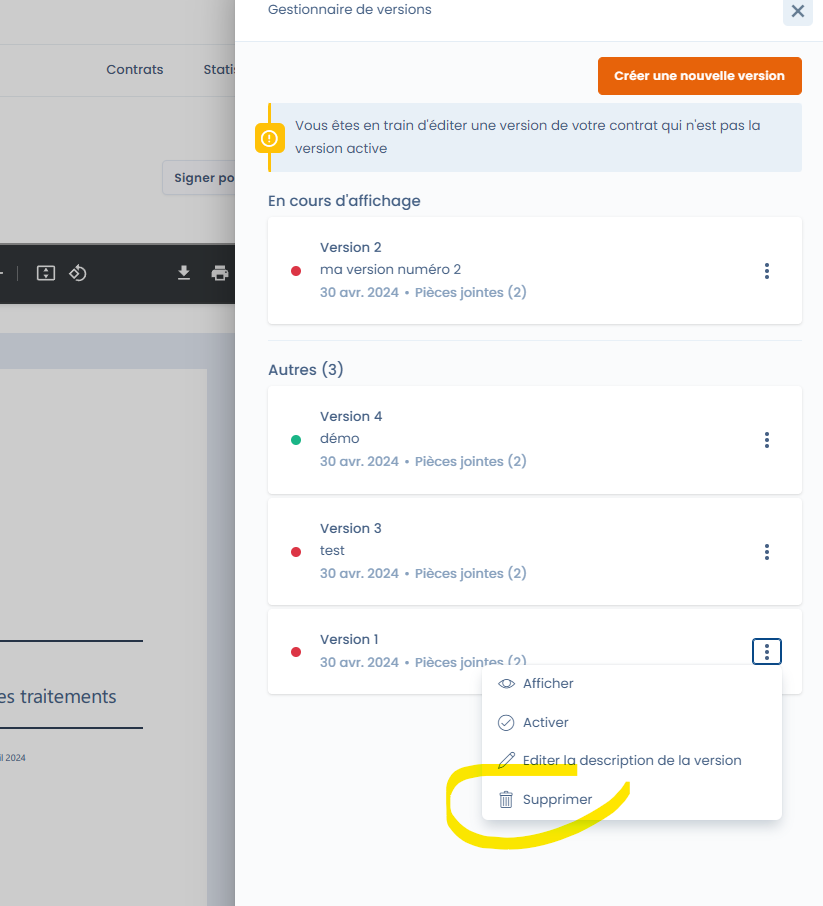 Gestionnaire de versions
Contrats
Créer une nouvelle version
Vous êtes en train d'éditer une version de votre contrat qui n'est pas la
version active
Signer
En cours d'affichage
Version 2
ma version numéro 2
30 avr. 2024 • Pièces jointes (2)
Autres (3)
Version 4
démo
30 avr. 2024 • Pièces jointes (2)
Version 3
test
30 avr. 2024 • Pièces jointes (2)
Version 1
30 avr. 2024 • Pièces jointes (2)
Afficher
Activer
Editer la description de la version
Supprimer
es traitements
2024